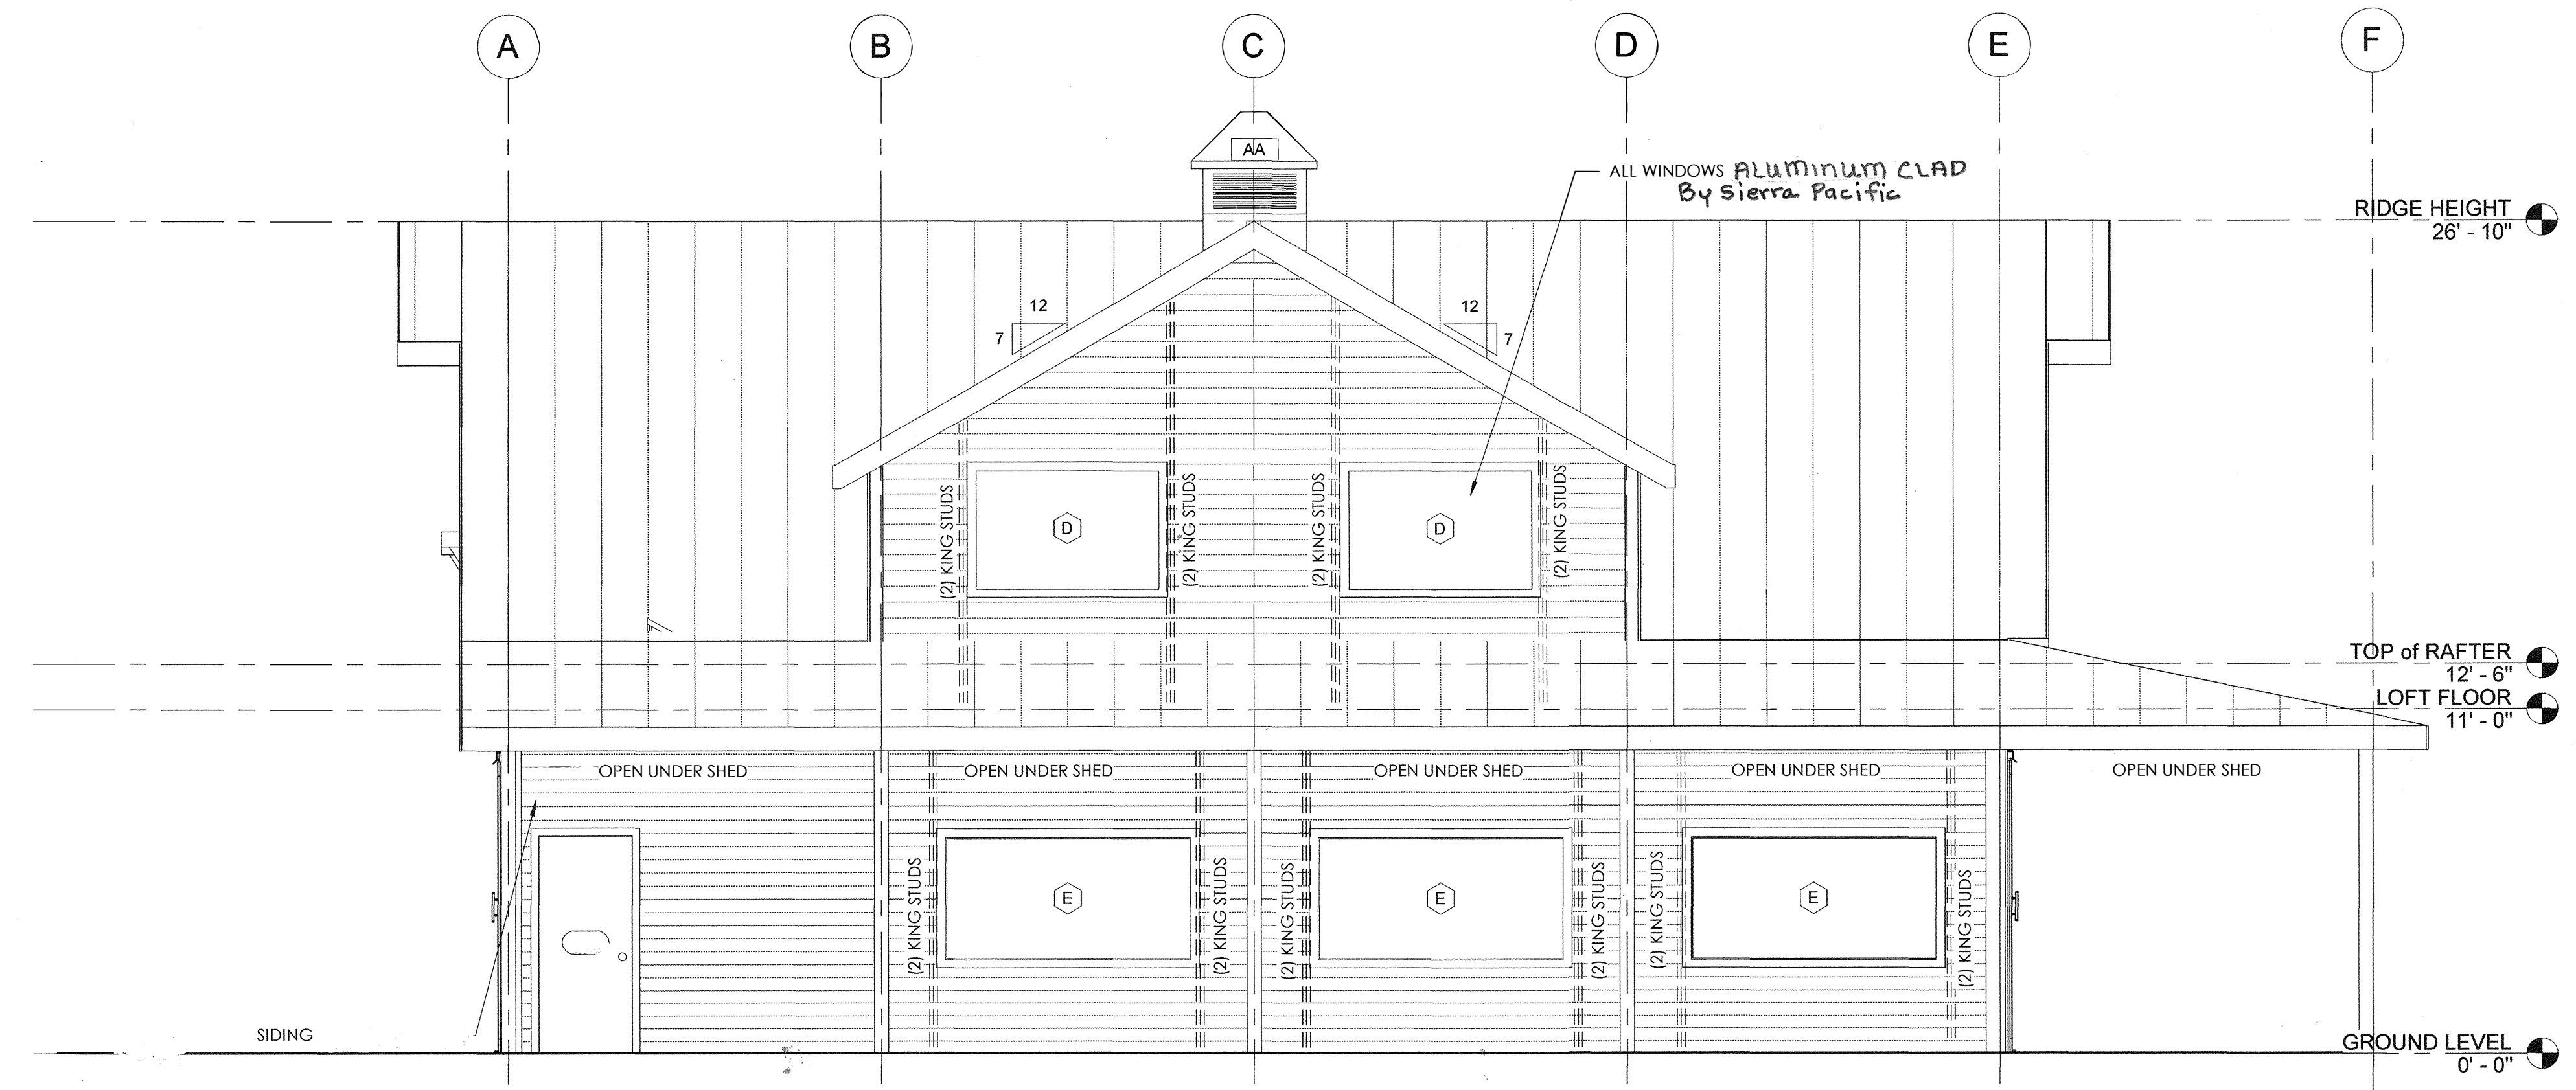 A B C D E F
AA
ALL WINDOWS ALUMINUM CLAD
By Sierra Pacific
RIDGE HEIGHT
26' - 10"
12
7
12
7
(2) KING STUDS
D
(2) KING STUDS
(2) KING STUDS
D
(2) KING STUDS
TOP of RAFTER
12' - 6"
LOFT FLOOR
11' - 0"
OPEN UNDER SHED
OPEN UNDER SHED
OPEN UNDER SHED
OPEN UNDER SHED
OPEN UNDER SHED
(2) KING STUDS
E
(2) KING STUDS
(2) KING STUDS
E
(2) KING STUDS
(2) KING STUDS
E
(2) KING STUDS
SIDING
GROUND LEVEL
0' - 0"